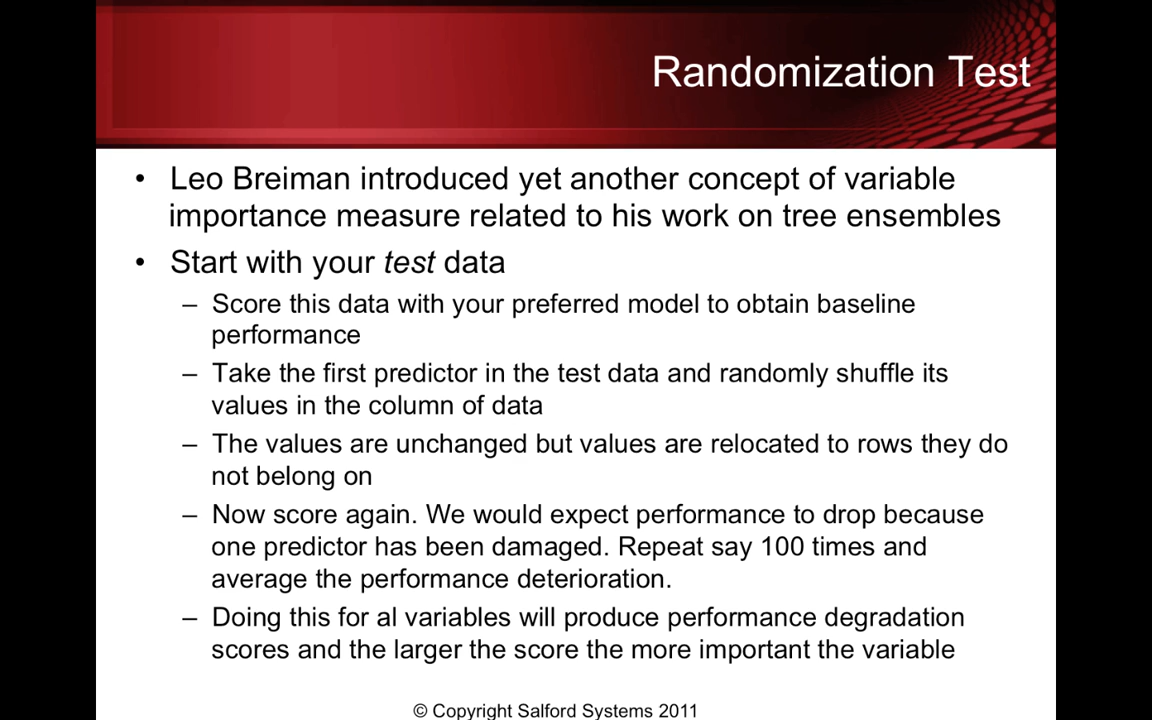 Randomization Test
• Leo Breiman introduced yet another concept of variable
importance measure related to his work on tree ensembles
• Start with your test data
– Score this data with your preferred model to obtain baseline
performance
– Take the first predictor in the test data and randomly shuffle its
values in the column of data
– The values are unchanged but values are relocated to rows they do
not belong on
– Now score again. We would expect performance to drop because
one predictor has been damaged. Repeat say 100 times and
average the performance deterioration.
– Doing this for al variables will produce performance degradation
scores and the larger the score the more important the variable
© Copyright Salford Systems 2011